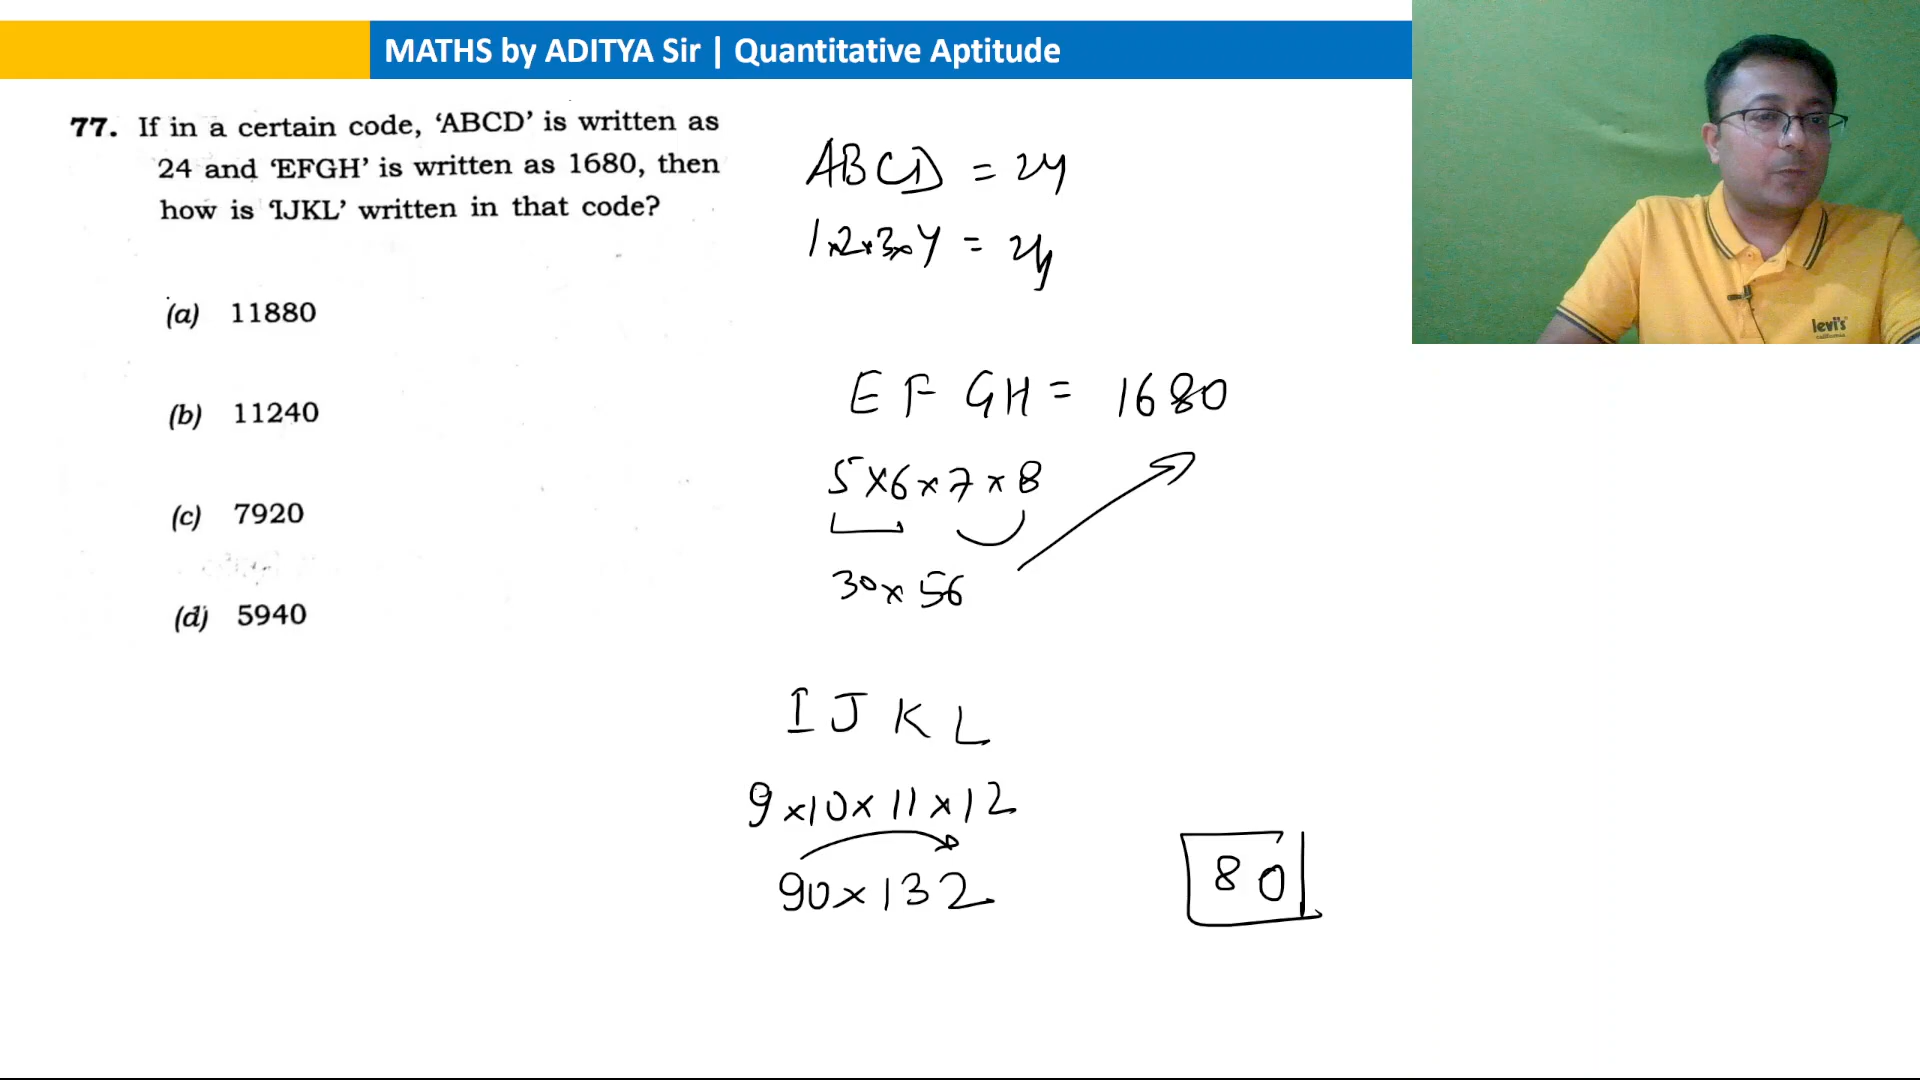 MATHS by ADITYA Sir | Quantitative Aptitude
77. If in a certain code, ‘ABCD’ is written as
24 and ‘EFGH’ is written as 1680, then
how is ‘IJKL’ written in that code?
(a) 11880
(b) 11240
(c) 7920
(d) 5940
ABCD = 24
1×2×3×4 = 24
E F G H = 1680
5×6×7×8
30×56
I J K L
9×10×11×12
90×132
80
levi's